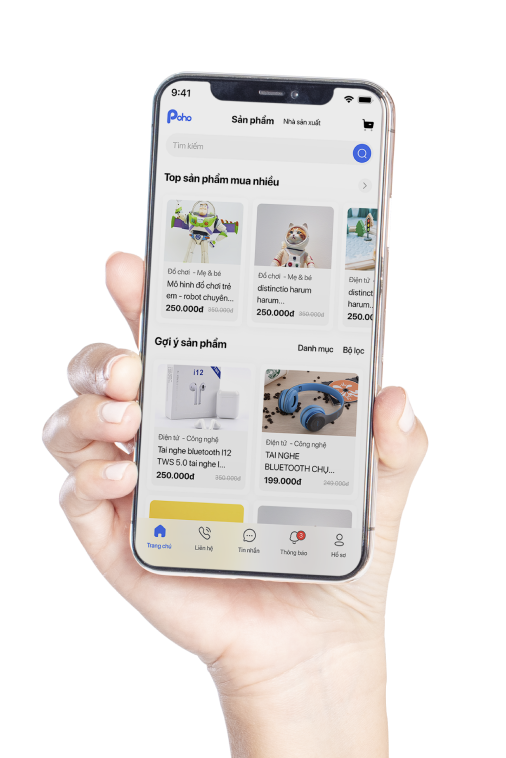 9:41
Poho
Sản phẩm Nhà sản xuất
Tìm kiếm
Top sản phẩm mua nhiều
Đồ chơi - Mẹ & bé
Mô hình đồ chơi trẻ
em - robot chuyên...
250.000đ 350.000đ
Đồ chơi - Mẹ & bé
distinctio harum
harum...
250.000đ 350.000đ
Điện tử
distinct
harum.
250.00
Gợi ý sản phẩm Danh mục Bộ lọc
i12
Điện tử - Công nghệ
Tai nghe bluetooth I12
TWS 5.0 tai nghe I...
250.000đ 350.000đ
Điện tử - Công nghệ
TAI NGHE
BLUETOOTH CHỤ...
199.000đ 249.000đ
Trang chủ
Liên hệ
Tin nhắn
3
Thông báo
Hồ sơ